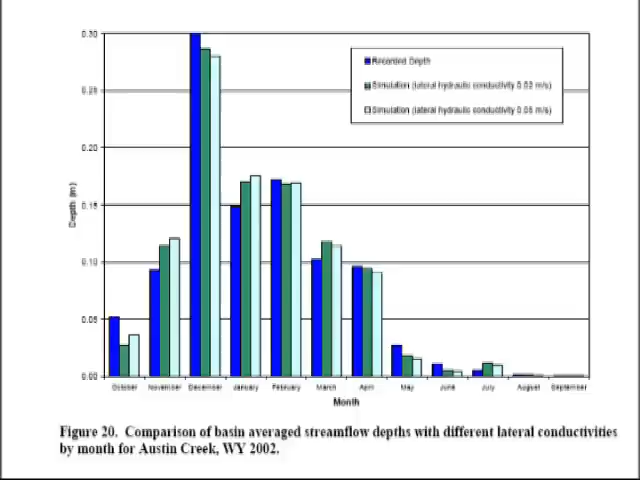 0.30
Recorded Depth
Simulation (lateral hydraulic conductivity 0.02 m/s)
0.25
Simulation (lateral hydraulic conductivity 0.05 m/s)
0.20
Depth (m)
0.15
0.10
0.05
0.00
October November December January February March April May June July August September
Month
Figure 20. Comparison of basin averaged streamflow depths with different lateral conductivities
by month for Austin Creek, WY 2002.